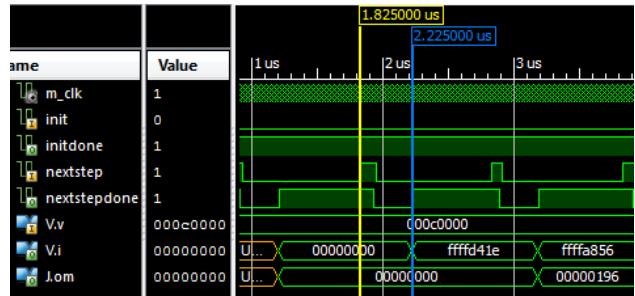 1.825000 us
2.225000 us
ame Value 1 us 2 us 3 us
m_clk 1
init 0
initdone 1
nextstep 1
nextstepdone 1
V.v 000c0000 000c0000
V.i 00000000 U... 00000000 ffffd41e ffffa856
J.om 00000000 U... 00000000 00000196